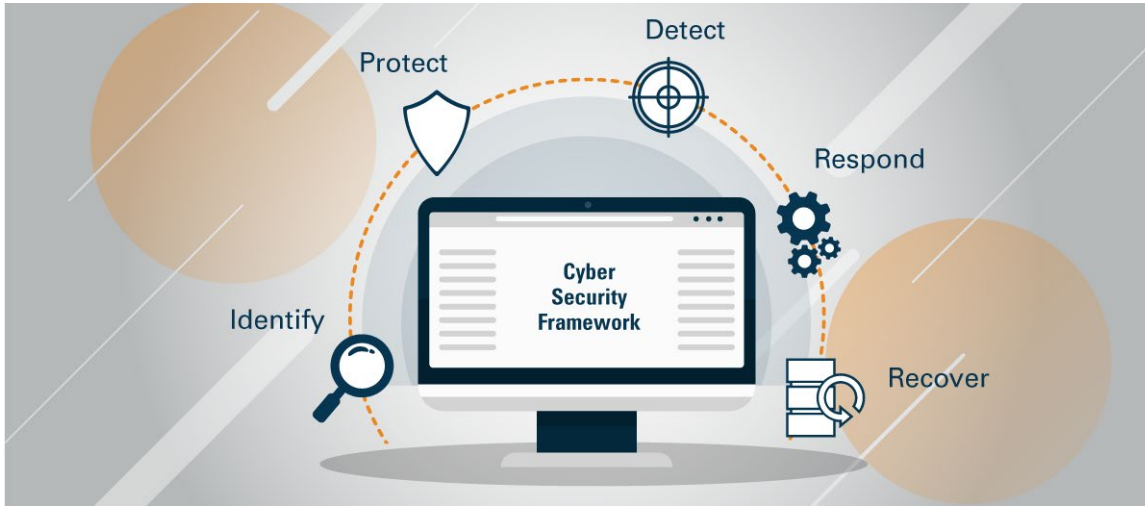 Detect
Protect
Respond
Cyber
Security
Framework
Identify
Recover